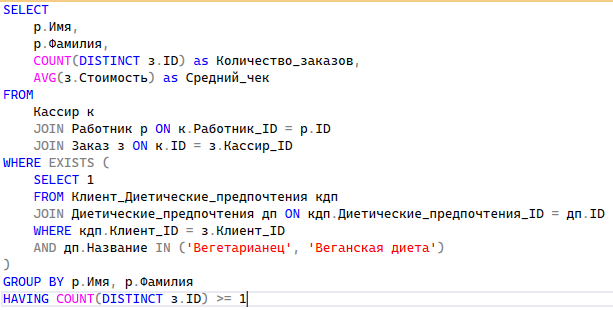 SELECT
    р.Имя,
    р.Фамилия,
    COUNT(DISTINCT з.ID) as Количество_заказов,
    AVG(з.Стоимость) as Средний_чек
FROM
    Кассир к
    JOIN Работник р ON к.Работник_ID = р.ID
    JOIN Заказ з ON к.ID = з.Кассир_ID
WHERE EXISTS (
    SELECT 1
    FROM Клиент_Диетические_предпочтения кдп
    JOIN Диетические_предпочтения дп ON кдп.Диетические_предпочтения_ID = дп.ID
    WHERE кдп.Клиент_ID = з.Клиент_ID
    AND дп.Название IN ('Вегетарианец', 'Веганская диета')
)
GROUP BY р.Имя, р.Фамилия
HAVING COUNT(DISTINCT з.ID) >= 1